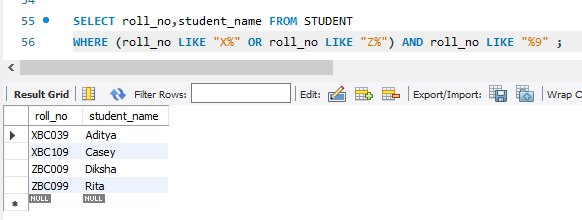 55 SELECT roll_no,student_name FROM STUDENT
56 WHERE (roll_no LIKE "X%" OR roll_no LIKE "Z%") AND roll_no LIKE "%9" ;
Result Grid Filter Rows: Edit: Export/Import: Wrap C
roll_no student_name
XBC039 Aditya
XBC109 Casey
ZBC009 Diksha
ZBC099 Rita
NULL NULL